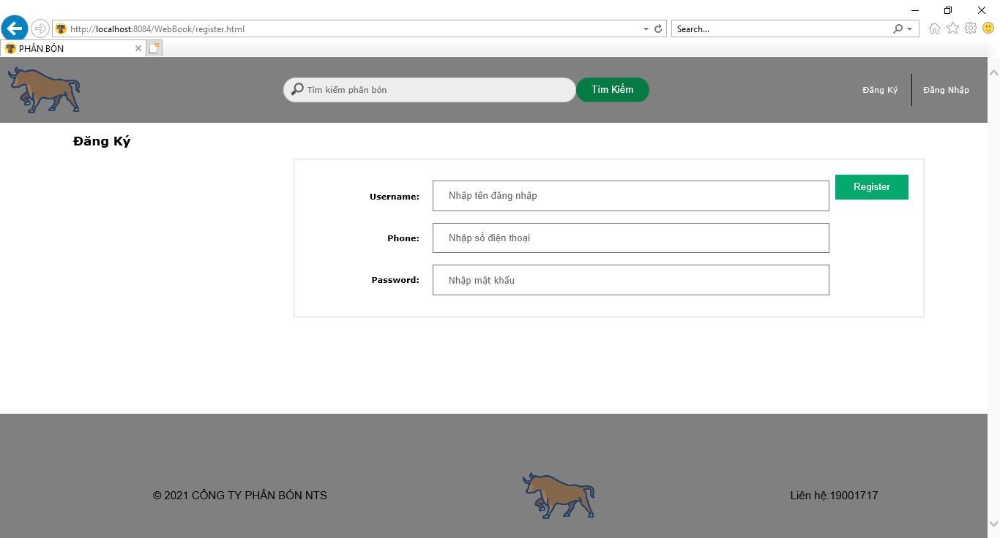 http://localhost:8084/WebBook/register.html
Search...
PHÂN BÓN
Tìm kiếm phân bón
Tìm Kiếm
Đăng Ký
Đăng Nhập
Đăng Ký
Username:
Nhập tên đăng nhập
Register
Phone:
Nhập số điện thoại
Password:
Nhập mật khẩu
© 2021 CÔNG TY PHÂN BÓN NTS
Liên hệ:19001717